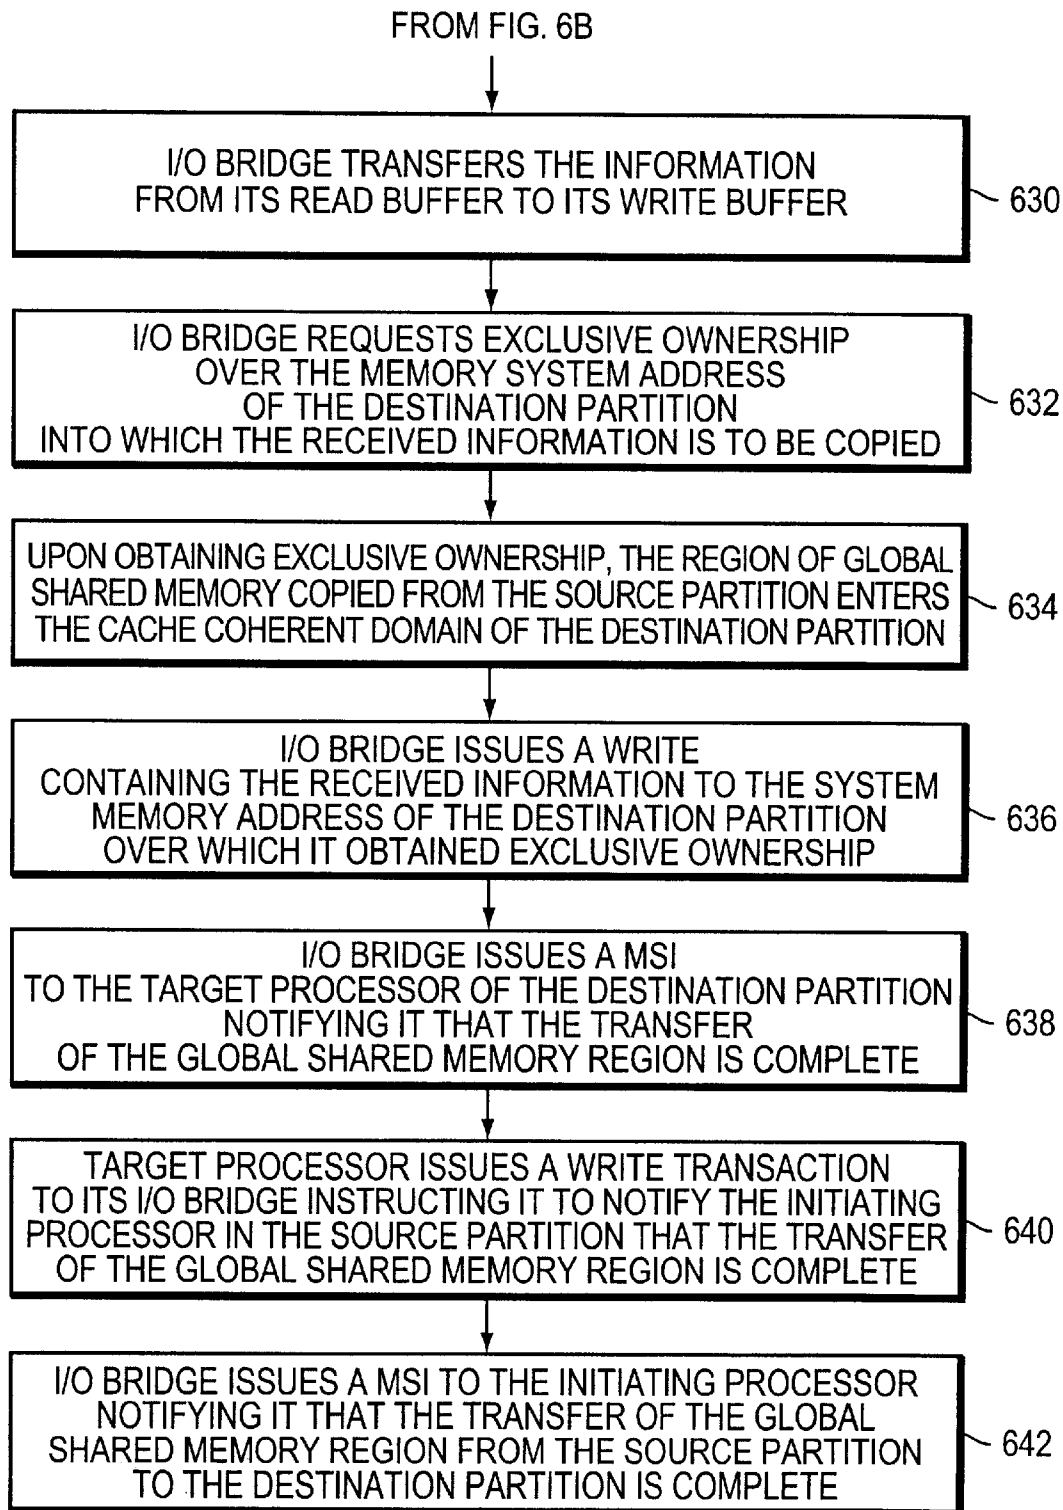 FROM FIG. 6B
I/O BRIDGE TRANSFERS THE INFORMATION
FROM ITS READ BUFFER TO ITS WRITE BUFFER
630
I/O BRIDGE REQUESTS EXCLUSIVE OWNERSHIP
OVER THE MEMORY SYSTEM ADDRESS
OF THE DESTINATION PARTITION
INTO WHICH THE RECEIVED INFORMATION IS TO BE COPIED
632
UPON OBTAINING EXCLUSIVE OWNERSHIP, THE REGION OF GLOBAL
SHARED MEMORY COPIED FROM THE SOURCE PARTITION ENTERS
THE CACHE COHERENT DOMAIN OF THE DESTINATION PARTITION
634
I/O BRIDGE ISSUES A WRITE
CONTAINING THE RECEIVED INFORMATION TO THE SYSTEM
MEMORY ADDRESS OF THE DESTINATION PARTITION
OVER WHICH IT OBTAINED EXCLUSIVE OWNERSHIP
636
I/O BRIDGE ISSUES A MSI
TO THE TARGET PROCESSOR OF THE DESTINATION PARTITION
NOTIFYING IT THAT THE TRANSFER
OF THE GLOBAL SHARED MEMORY REGION IS COMPLETE
638
TARGET PROCESSOR ISSUES A WRITE TRANSACTION
TO ITS I/O BRIDGE INSTRUCTING IT TO NOTIFY THE INITIATING
PROCESSOR IN THE SOURCE PARTITION THAT THE TRANSFER
OF THE GLOBAL SHARED MEMORY REGION IS COMPLETE
640
I/O BRIDGE ISSUES A MSI TO THE INITIATING PROCESSOR
NOTIFYING IT THAT THE TRANSFER OF THE GLOBAL
SHARED MEMORY REGION FROM THE SOURCE PARTITION
TO THE DESTINATION PARTITION IS COMPLETE
642